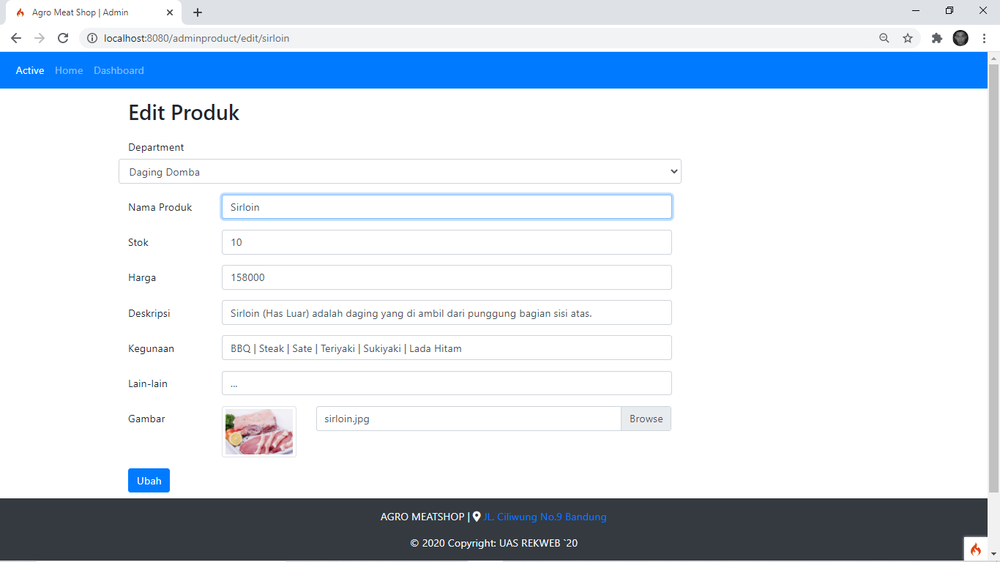 Agro Meat Shop | Admin
localhost:8080/adminproduct/edit/sirloin
Active Home Dashboard
Edit Produk
Department
Daging Domba
Nama Produk Sirloin
Stok 10
Harga 158000
Deskripsi Sirloin (Has Luar) adalah daging yang di ambil dari punggung bagian sisi atas.
Kegunaan BBQ | Steak | Sate | Teriyaki | Sukiyaki | Lada Hitam
Lain-lain ...
Gambar sirloin.jpg Browse
Ubah
AGRO MEATSHOP | JL. Ciliwung No.9 Bandung
© 2020 Copyright: UAS REKWEB `20